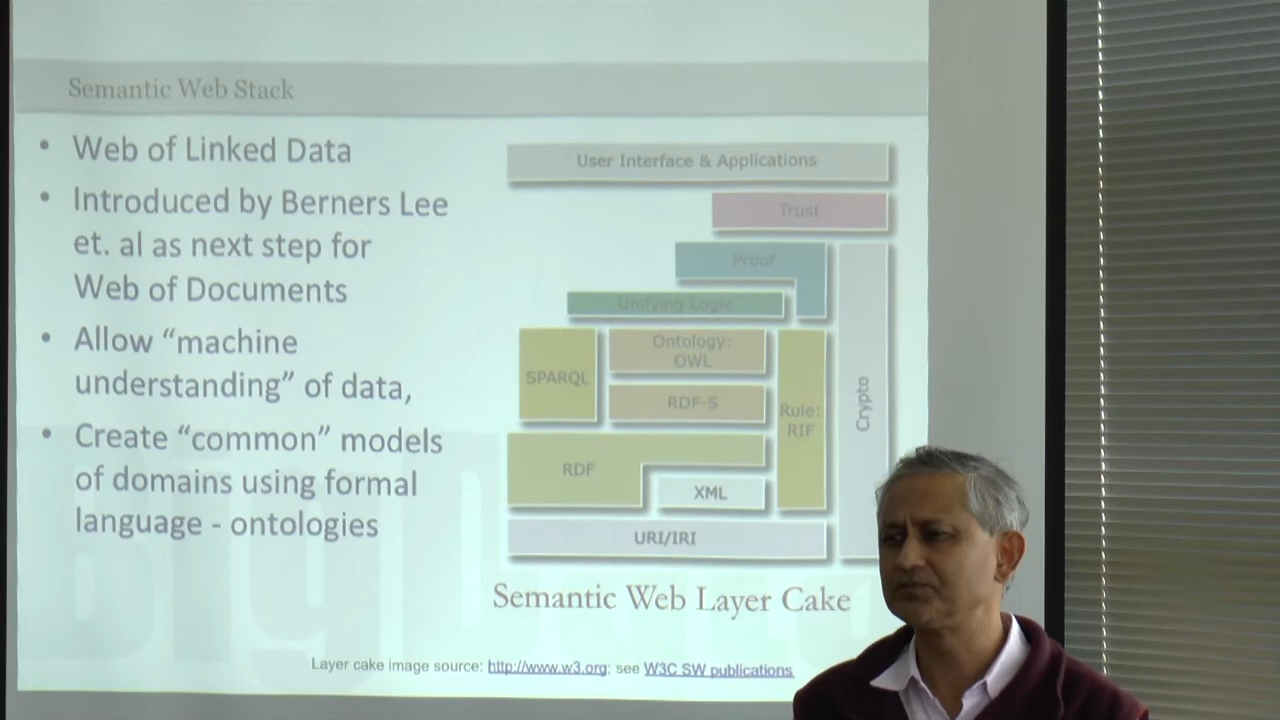 Semantic Web Stack
• Web of Linked Data
• Introduced by Berners Lee
et. al as next step for
Web of Documents
• Allow “machine
understanding” of data,
• Create “common” models
of domains using formal
language - ontologies
User Interface & Applications
Trust
Proof
Unifying Logic
Ontology:
OWL
SPARQL
RDF-S
Rule:
RIF
Crypto
RDF
XML
URI/IRI
Semantic Web Layer Cake
Layer cake image source: http://www.w3.org; see W3C SW publications